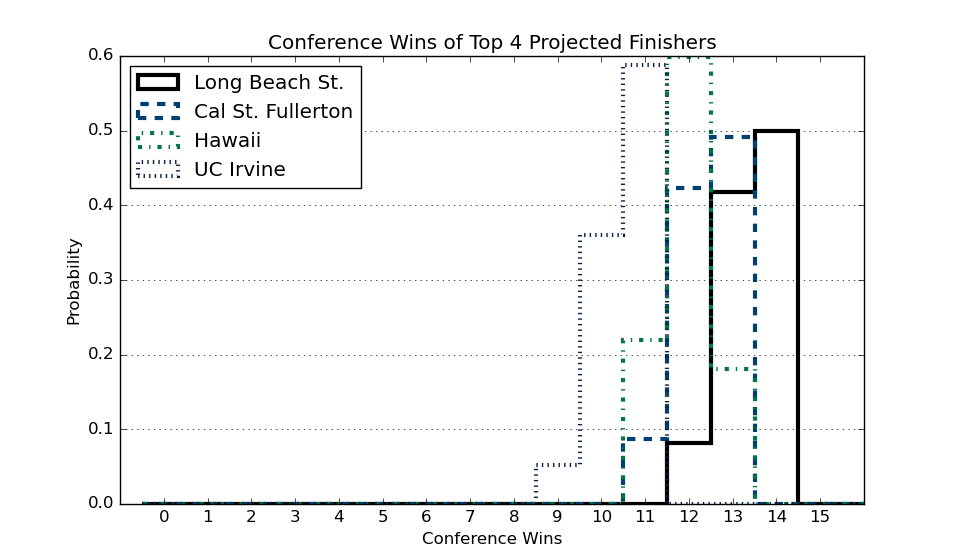 Conference Wins of Top 4 Projected Finishers
Long Beach St.
Cal St. Fullerton
Hawaii
UC Irvine
0.6
0.5
0.4
0.3
0.2
0.1
0.0
Probability
0 1 2 3 4 5 6 7 8 9 10 11 12 13 14 15
Conference Wins